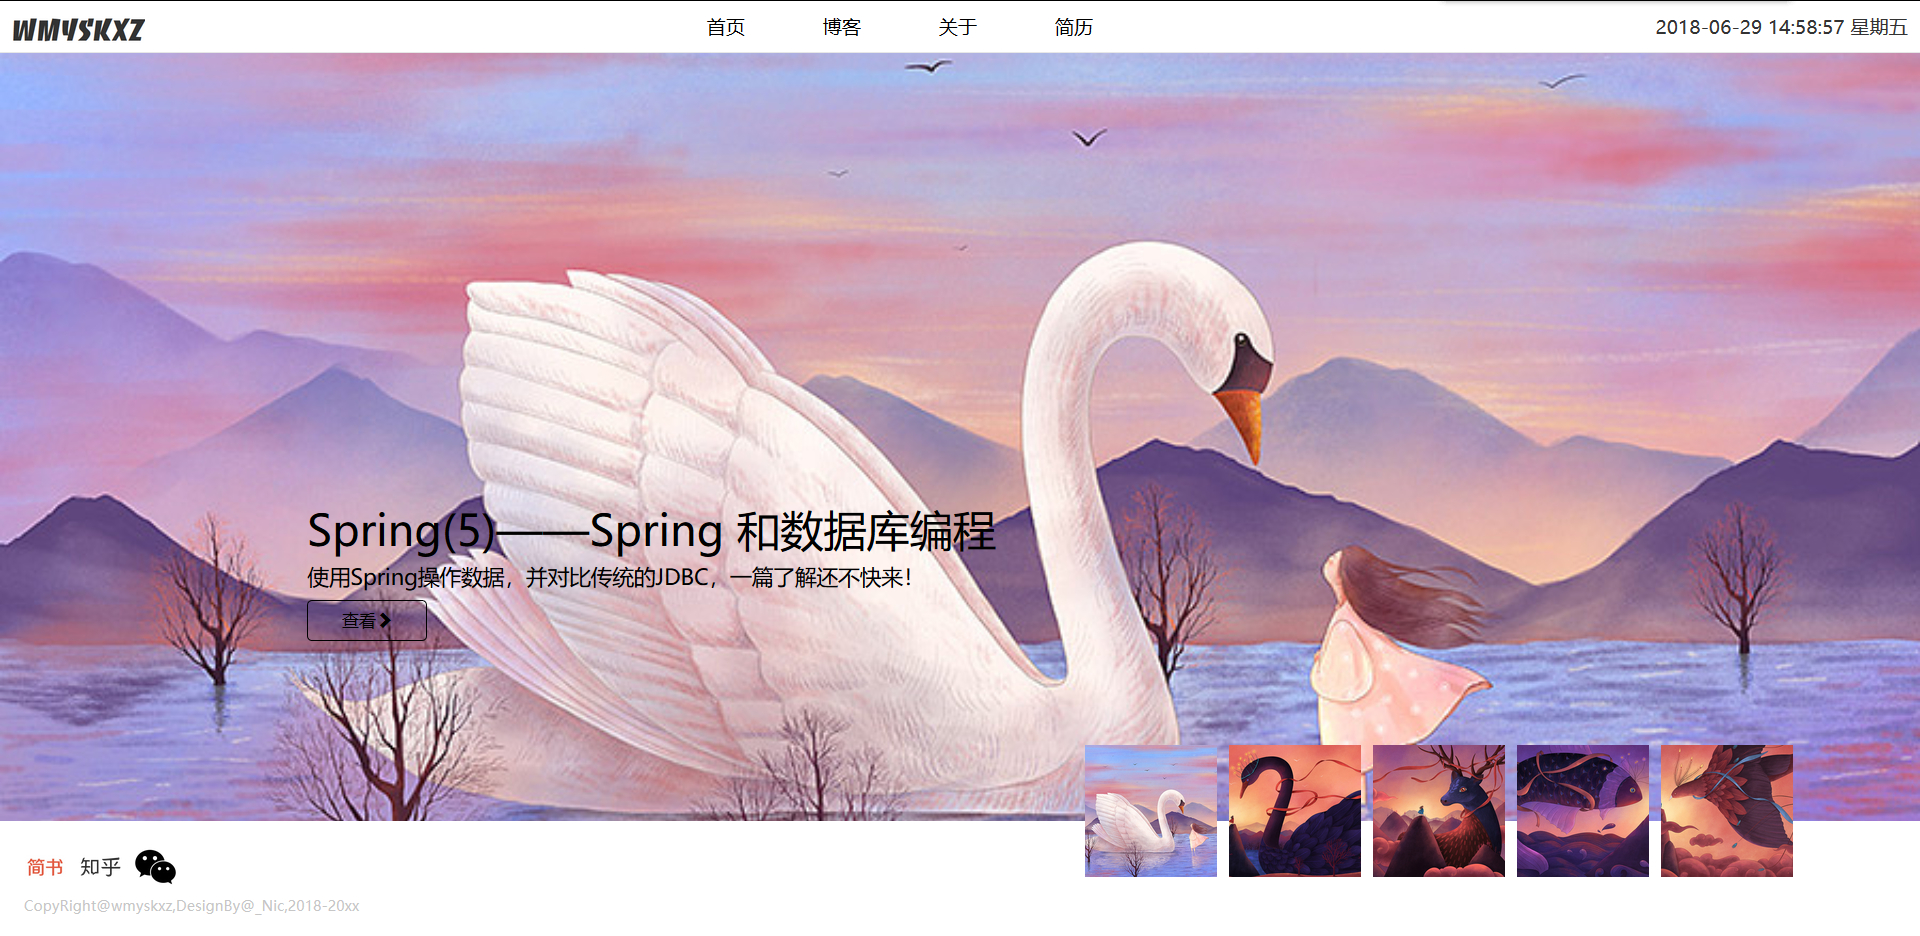 WMYSKXZ
首页 博客 关于 简历
2018-06-29 14:58:57 星期五
Spring(5)——Spring 和数据库编程
使用Spring操作数据，并对比传统的JDBC，一篇了解还不快来！
查看
简书 知乎
CopyRight@wmyskxz,DesignBy@_Nic,2018-20xx